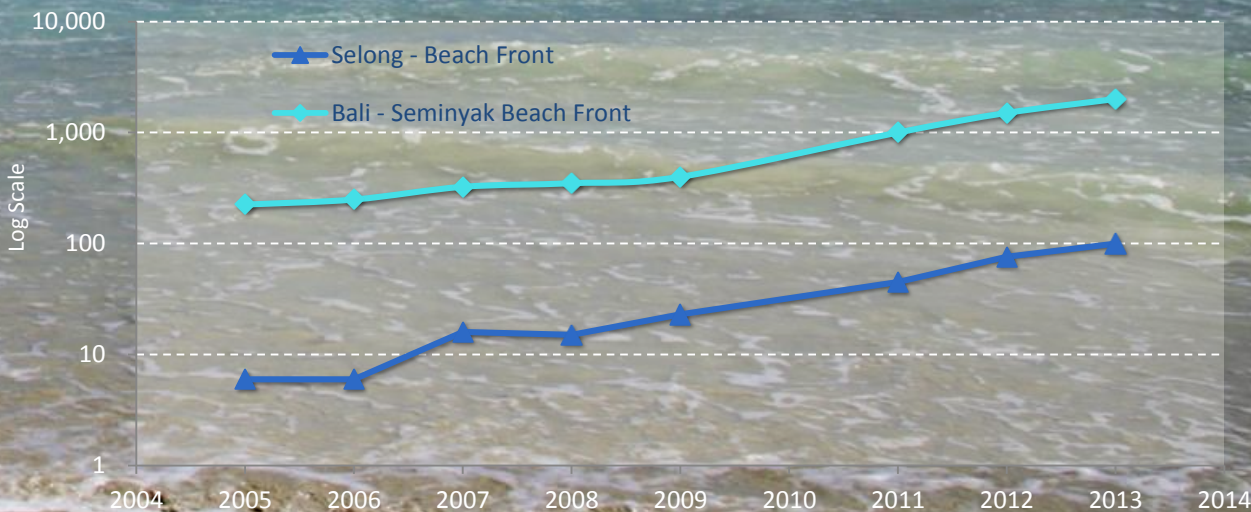 10,000
Selong - Beach Front
Bali - Seminyak Beach Front
1,000
Log Scale
100
10
1
2004 2005 2006 2007 2008 2009 2010 2011 2012 2013 2014